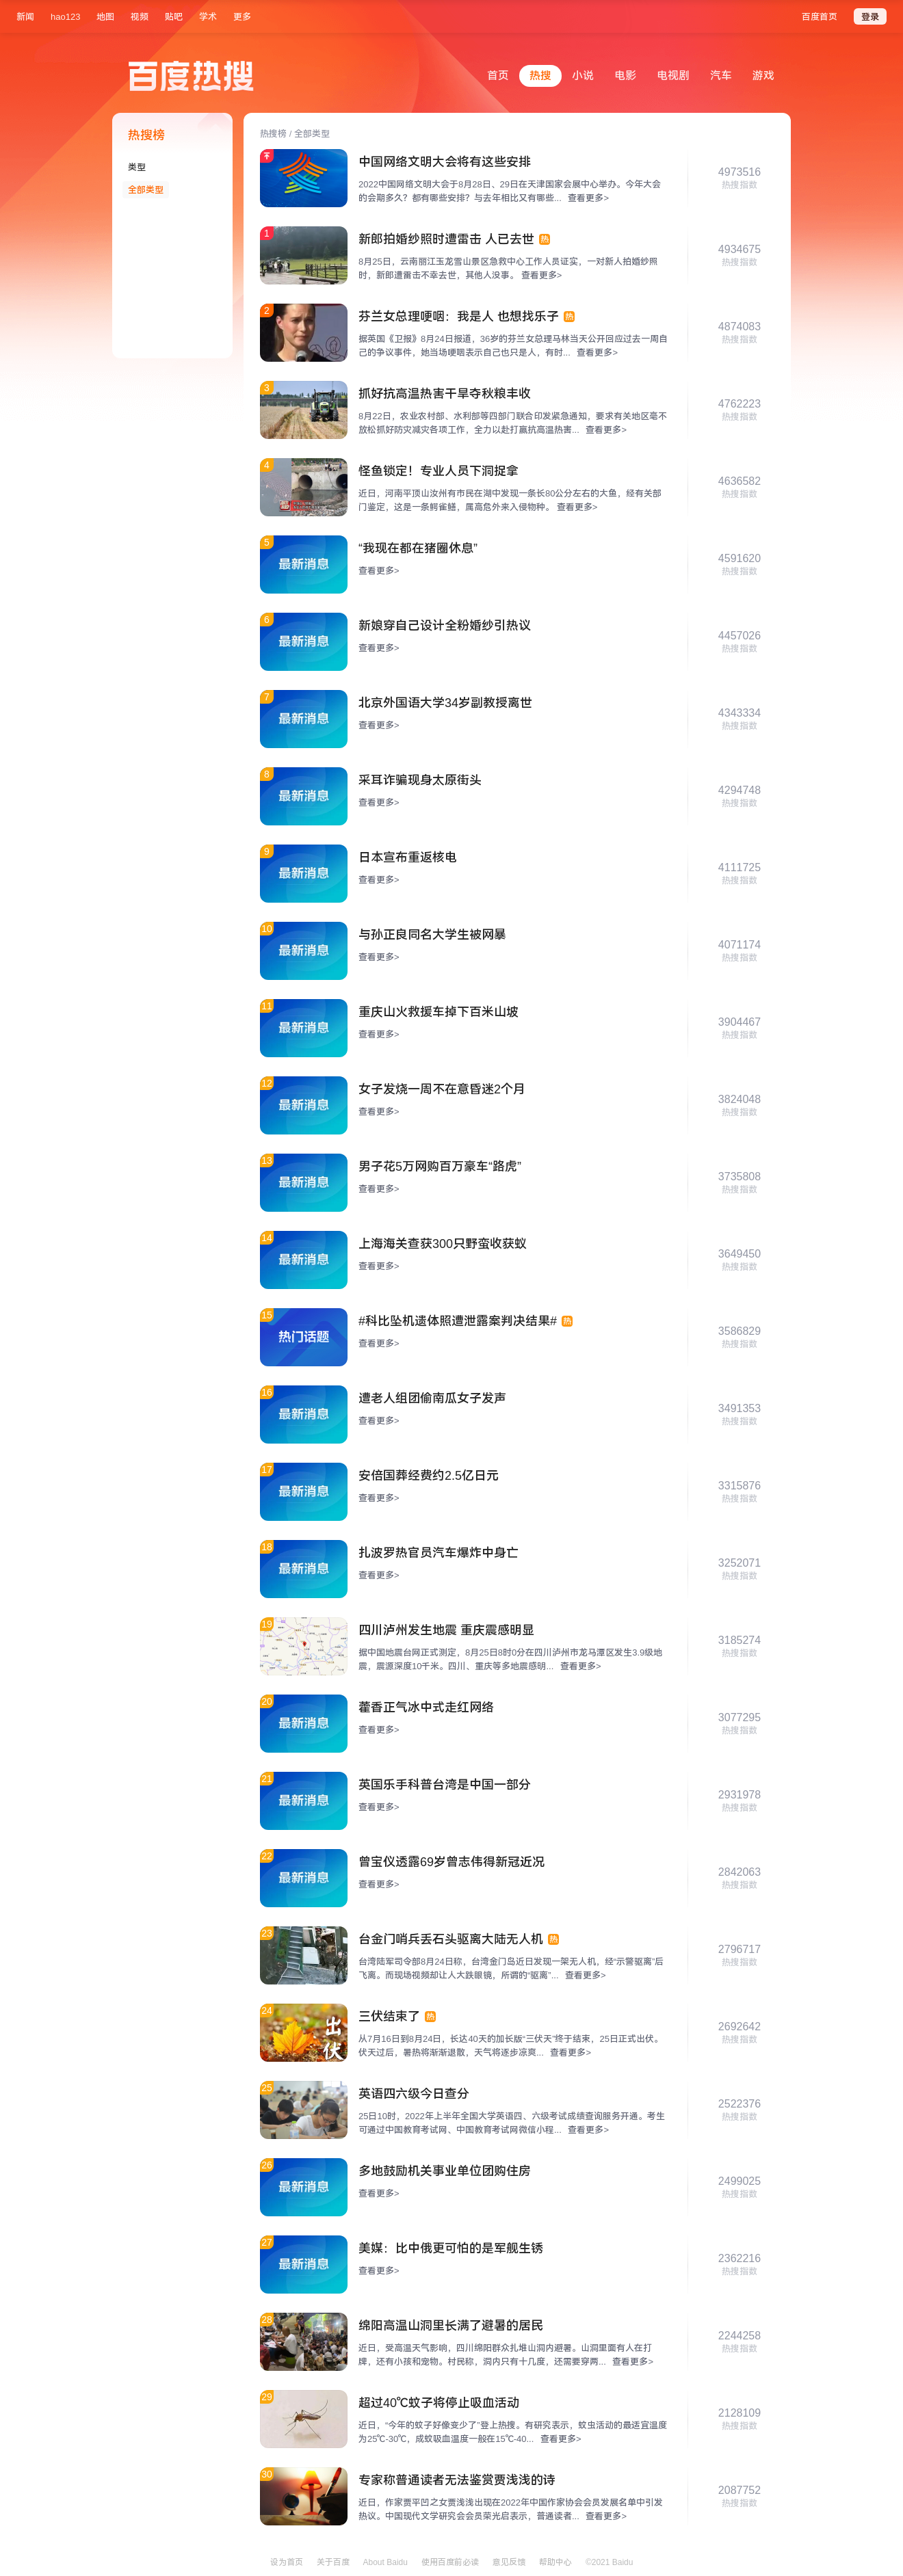 新闻 hao123 地图 视频 贴吧 学术 更多 百度首页 登录
百度热搜
首页 热搜 小说 电影 电视剧 汽车 游戏
热搜榜
类型
全部类型
热搜榜 / 全部类型
中国网络文明大会将有这些安排
2022中国网络文明大会于8月28日、29日在天津国家会展中心举办。今年大会
的会期多久？都有哪些安排？与去年相比又有哪些... 查看更多>
4973516
热搜指数
1
新郎拍婚纱照时遭雷击 人已去世 热
8月25日，云南丽江玉龙雪山景区急救中心工作人员证实，一对新人拍婚纱照
时，新郎遭雷击不幸去世，其他人没事。 查看更多>
4934675
热搜指数
2
芬兰女总理哽咽：我是人 也想找乐子 热
据英国《卫报》8月24日报道，36岁的芬兰女总理马林当天公开回应过去一周自
己的争议事件，她当场哽咽表示自己也只是人，有时... 查看更多>
4874083
热搜指数
3
抓好抗高温热害干旱夺秋粮丰收
8月22日，农业农村部、水利部等四部门联合印发紧急通知，要求有关地区毫不
放松抓好防灾减灾各项工作，全力以赴打赢抗高温热害... 查看更多>
4762223
热搜指数
4
怪鱼锁定！专业人员下洞捉拿
近日，河南平顶山汝州有市民在湖中发现一条长80公分左右的大鱼，经有关部
门鉴定，这是一条鳄雀鳝，属高危外来入侵物种。 查看更多>
4636582
热搜指数
5
最新消息
“我现在都在猪圈休息”
查看更多>
4591620
热搜指数
6
最新消息
新娘穿自己设计全粉婚纱引热议
查看更多>
4457026
热搜指数
7
最新消息
北京外国语大学34岁副教授离世
查看更多>
4343334
热搜指数
8
最新消息
采耳诈骗现身太原街头
查看更多>
4294748
热搜指数
9
最新消息
日本宣布重返核电
查看更多>
4111725
热搜指数
10
最新消息
与孙正良同名大学生被网暴
查看更多>
4071174
热搜指数
11
最新消息
重庆山火救援车掉下百米山坡
查看更多>
3904467
热搜指数
12
最新消息
女子发烧一周不在意昏迷2个月
查看更多>
3824048
热搜指数
13
最新消息
男子花5万网购百万豪车“路虎”
查看更多>
3735808
热搜指数
14
最新消息
上海海关查获300只野蛮收获蚁
查看更多>
3649450
热搜指数
15
热门话题
#科比坠机遗体照遭泄露案判决结果# 热
查看更多>
3586829
热搜指数
16
最新消息
遭老人组团偷南瓜女子发声
查看更多>
3491353
热搜指数
17
最新消息
安倍国葬经费约2.5亿日元
查看更多>
3315876
热搜指数
18
最新消息
扎波罗热官员汽车爆炸中身亡
查看更多>
3252071
热搜指数
19
四川泸州发生地震 重庆震感明显
据中国地震台网正式测定，8月25日8时0分在四川泸州市龙马潭区发生3.9级地
震，震源深度10千米。四川、重庆等多地震感明... 查看更多>
3185274
热搜指数
20
最新消息
藿香正气冰中式走红网络
查看更多>
3077295
热搜指数
21
最新消息
英国乐手科普台湾是中国一部分
查看更多>
2931978
热搜指数
22
最新消息
曾宝仪透露69岁曾志伟得新冠近况
查看更多>
2842063
热搜指数
23
台金门哨兵丢石头驱离大陆无人机 热
台湾陆军司令部8月24日称，台湾金门岛近日发现一架无人机，经“示警驱离”后
飞离。而现场视频却让人大跌眼镜，所谓的“驱离”... 查看更多>
2796717
热搜指数
24
出伏
三伏结束了 热
从7月16日到8月24日，长达40天的加长版“三伏天”终于结束，25日正式出伏。
伏天过后，暑热将渐渐退散，天气将逐步凉爽... 查看更多>
2692642
热搜指数
25
英语四六级今日查分
25日10时，2022年上半年全国大学英语四、六级考试成绩查询服务开通。考生
可通过中国教育考试网、中国教育考试网微信小程... 查看更多>
2522376
热搜指数
26
最新消息
多地鼓励机关事业单位团购住房
查看更多>
2499025
热搜指数
27
最新消息
美媒：比中俄更可怕的是军舰生锈
查看更多>
2362216
热搜指数
28
绵阳高温山洞里长满了避暑的居民
近日，受高温天气影响，四川绵阳群众扎堆山洞内避暑。山洞里面有人在打
牌，还有小孩和宠物。村民称，洞内只有十几度，还需要穿两... 查看更多>
2244258
热搜指数
29
超过40℃蚊子将停止吸血活动
近日，“今年的蚊子好像变少了”登上热搜。有研究表示，蚊虫活动的最适宜温度
为25℃-30℃，成蚊吸血温度一般在15℃-40... 查看更多>
2128109
热搜指数
30
专家称普通读者无法鉴赏贾浅浅的诗
近日，作家贾平凹之女贾浅浅出现在2022年中国作家协会会员发展名单中引发
热议。中国现代文学研究会会员荣光启表示，普通读者... 查看更多>
2087752
热搜指数
设为首页 关于百度 About Baidu 使用百度前必读 意见反馈 帮助中心 ©2021 Baidu